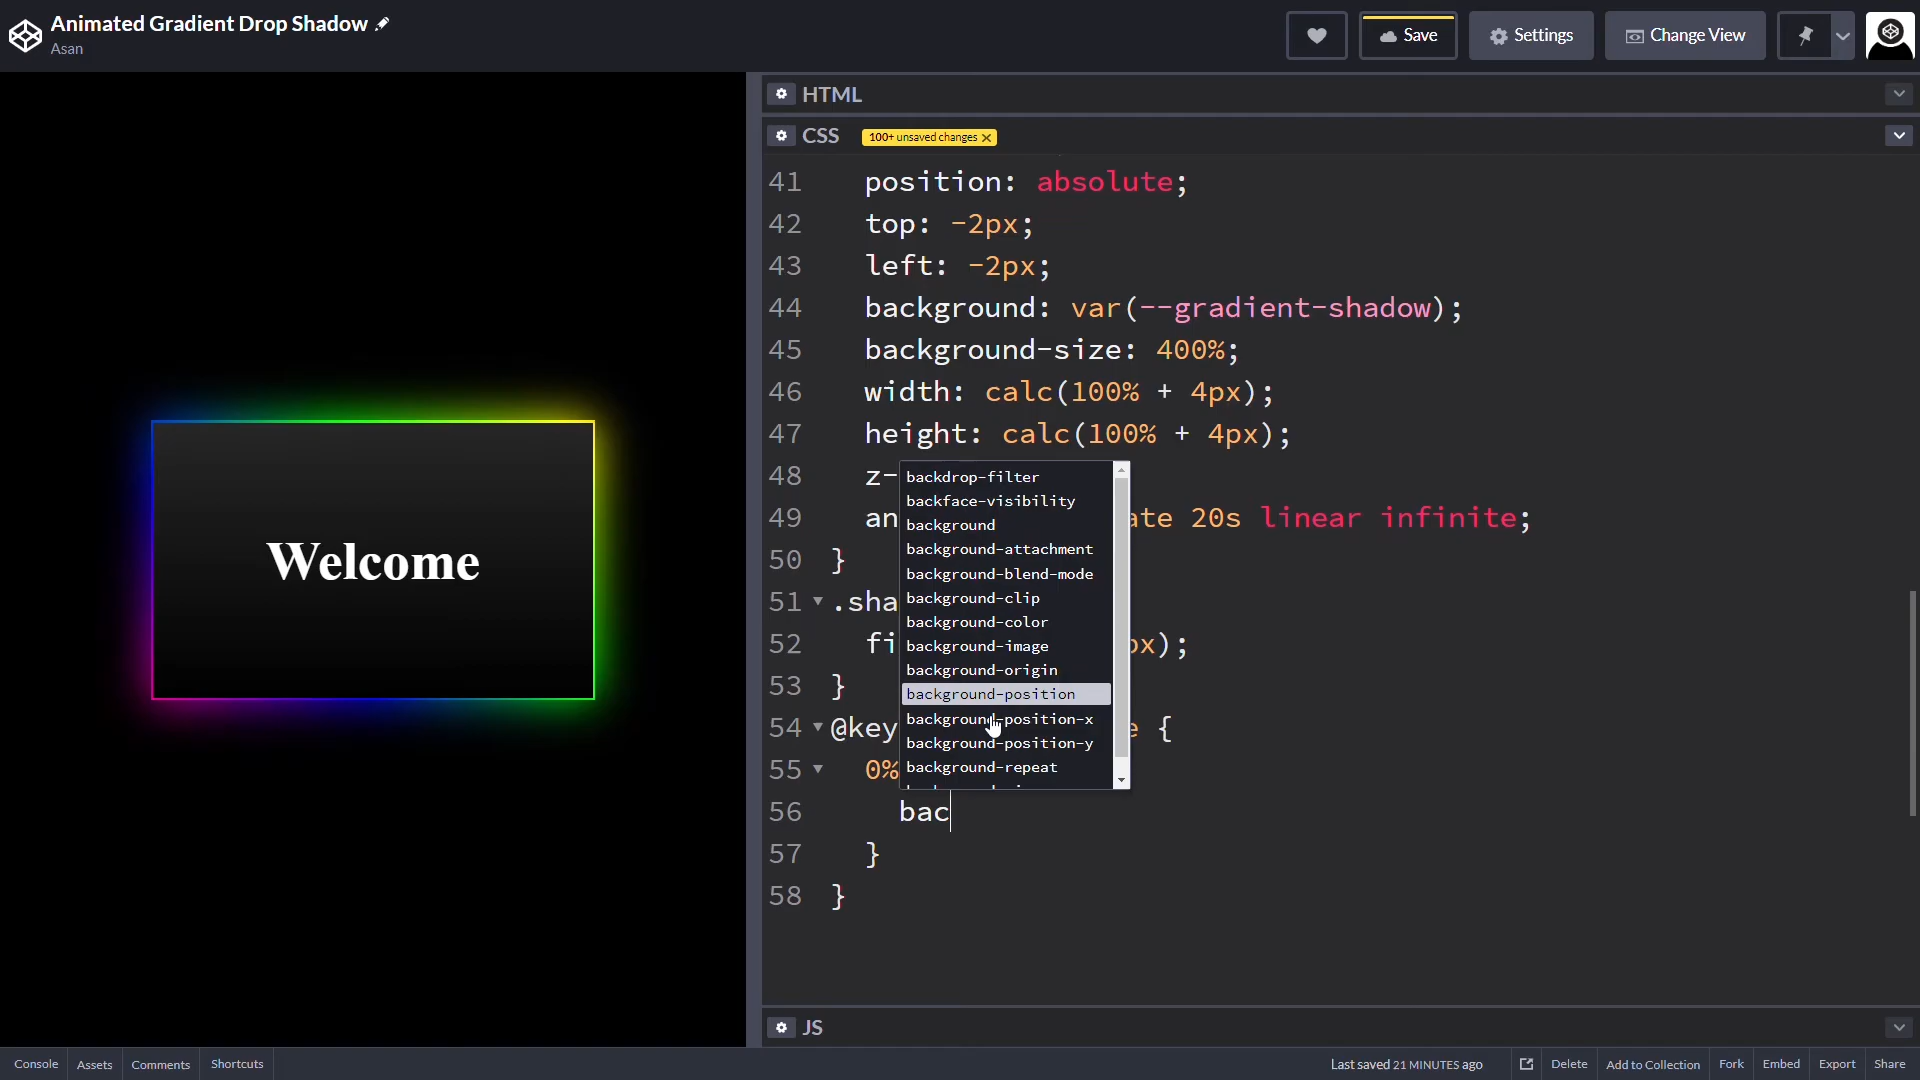 Animated Gradient Drop Shadow
Asan
Save
Settings
Change View
HTML
CSS
100+ unsaved changes
41 position: absolute;
42 top: -2px;
43 left: -2px;
44 background: var(--gradient-shadow);
45 background-size: 400%;
46 width: calc(100% + 4px);
47 height: calc(100% + 4px);
48 z-
49 an ate 20s linear infinite;
50 }
51 .sha
52 fi px);
53 }
54 @key e {
55 0%
56 bac
57 }
58 }
backdrop-filter
backface-visibility
background
background-attachment
background-blend-mode
background-clip
background-color
background-image
background-origin
background-position
background-position-x
background-position-y
background-repeat
Welcome
JS
Console
Assets
Comments
Shortcuts
Last saved 21 MINUTES ago
Delete
Add to Collection
Fork
Embed
Export
Share